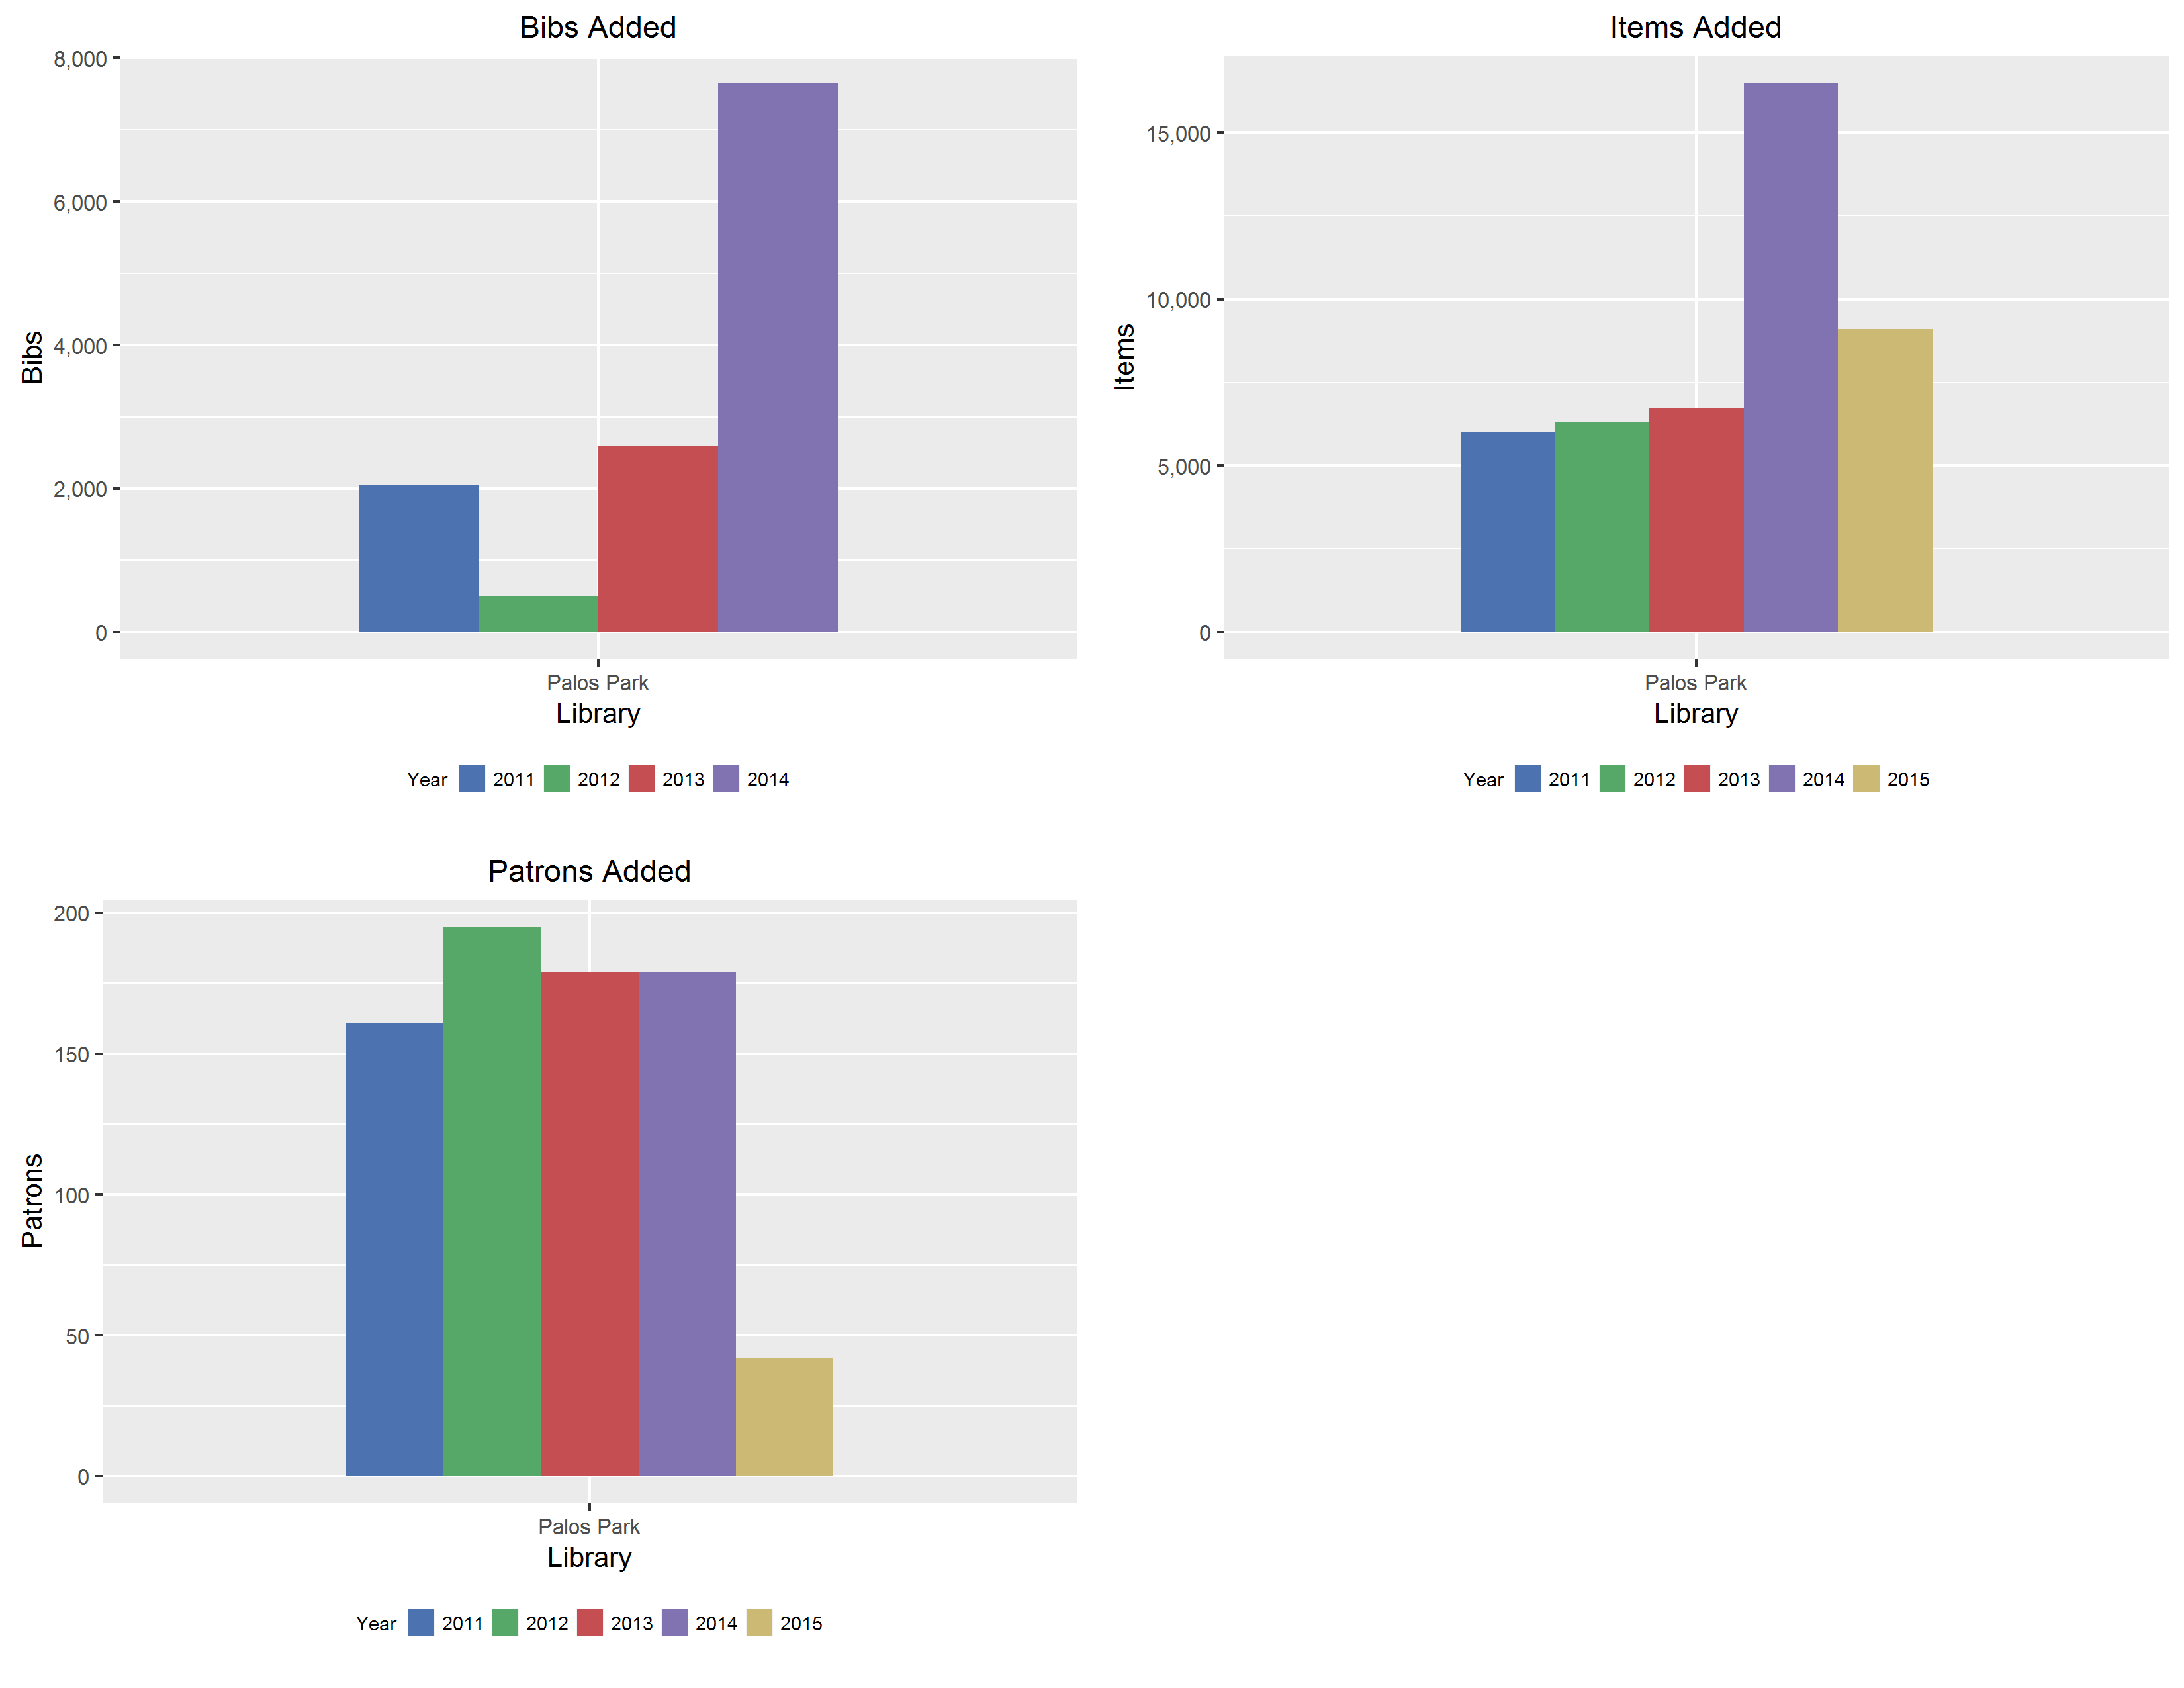 Bibs Added
8,000
6,000
4,000
2,000
0
Bibs
Palos Park
Library
Year 2011 2012 2013 2014
Items Added
15,000
10,000
5,000
0
Items
Palos Park
Library
Year 2011 2012 2013 2014 2015
Patrons Added
200
150
100
50
0
Patrons
Palos Park
Library
Year 2011 2012 2013 2014 2015